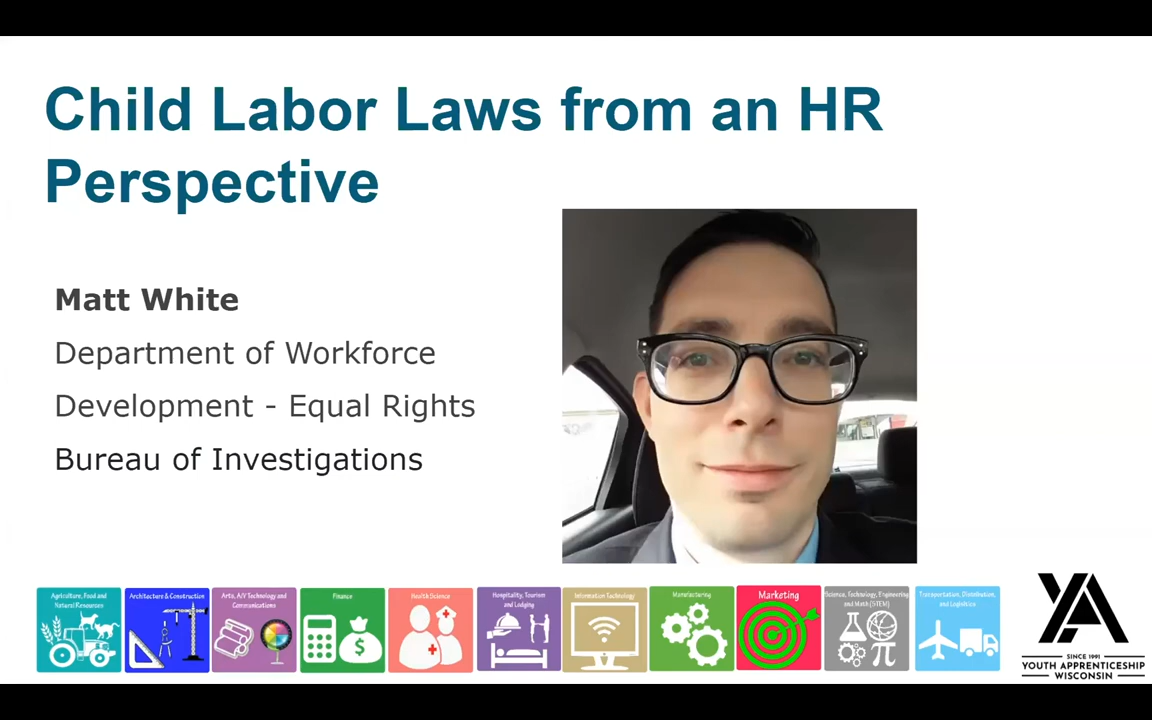 Child Labor Laws from an HR
Perspective
Matt White
Department of Workforce
Development - Equal Rights
Bureau of Investigations
Agriculture, Food and
Natural Resources
Architecture & Construction
Arts, A/V Technology and
Communications
Finance
Health Science
Hospitality, Tourism
and Lodging
Information Technology
Manufacturing
Marketing
Science, Technology, Engineering
and Math (STEM)
Transportation, Distribution,
and Logistics
YA
SINCE 1991
YOUTH APPRENTICESHIP
WISCONSIN